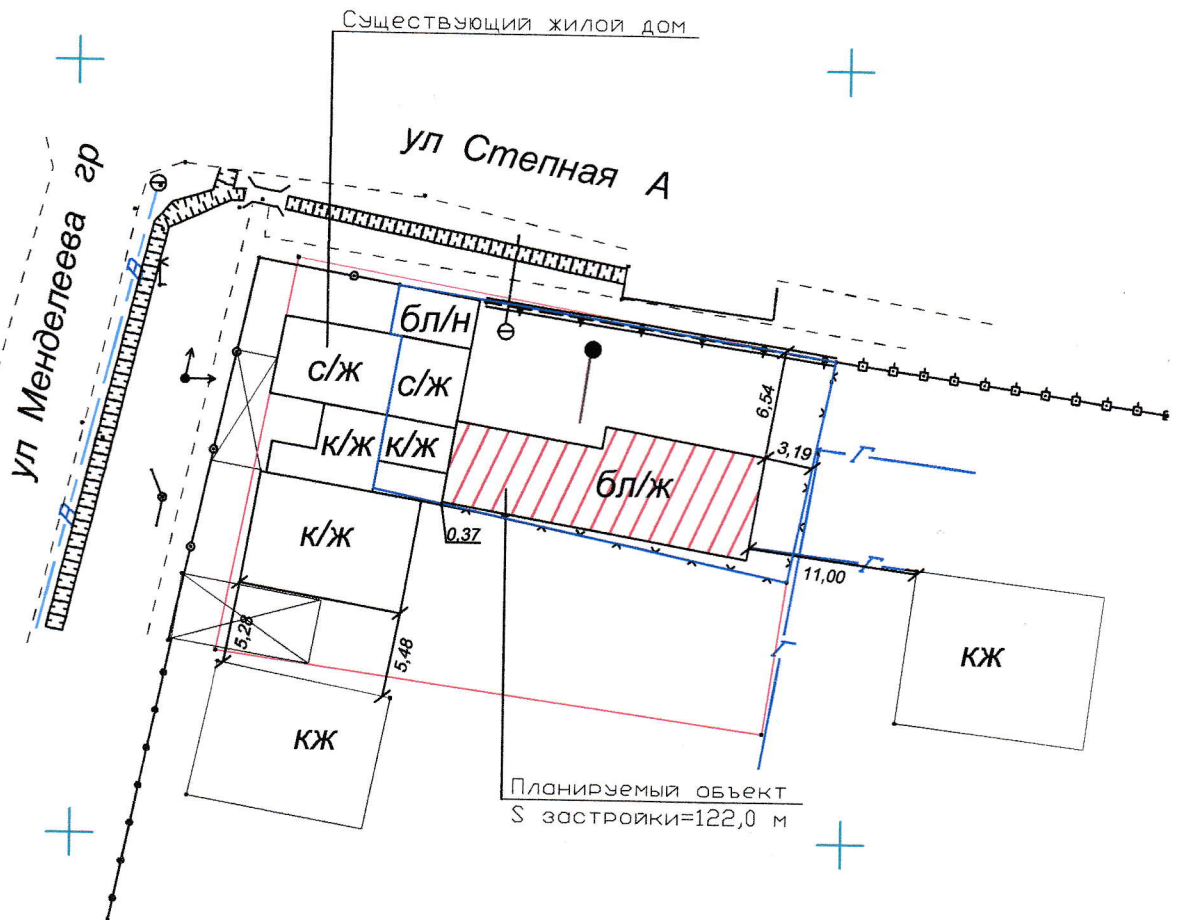 Существующий жилой дом
ул Степная А
ул Менделеева гр
В
В
бл/н
с/ж
с/ж
к/ж
к/ж
6,54
3,19
Г
бл/ж
к/ж
0,37
Г
11,00
5,28
5,48
Г
кж
кж
Планируемый объект
S застройки=122,0 м